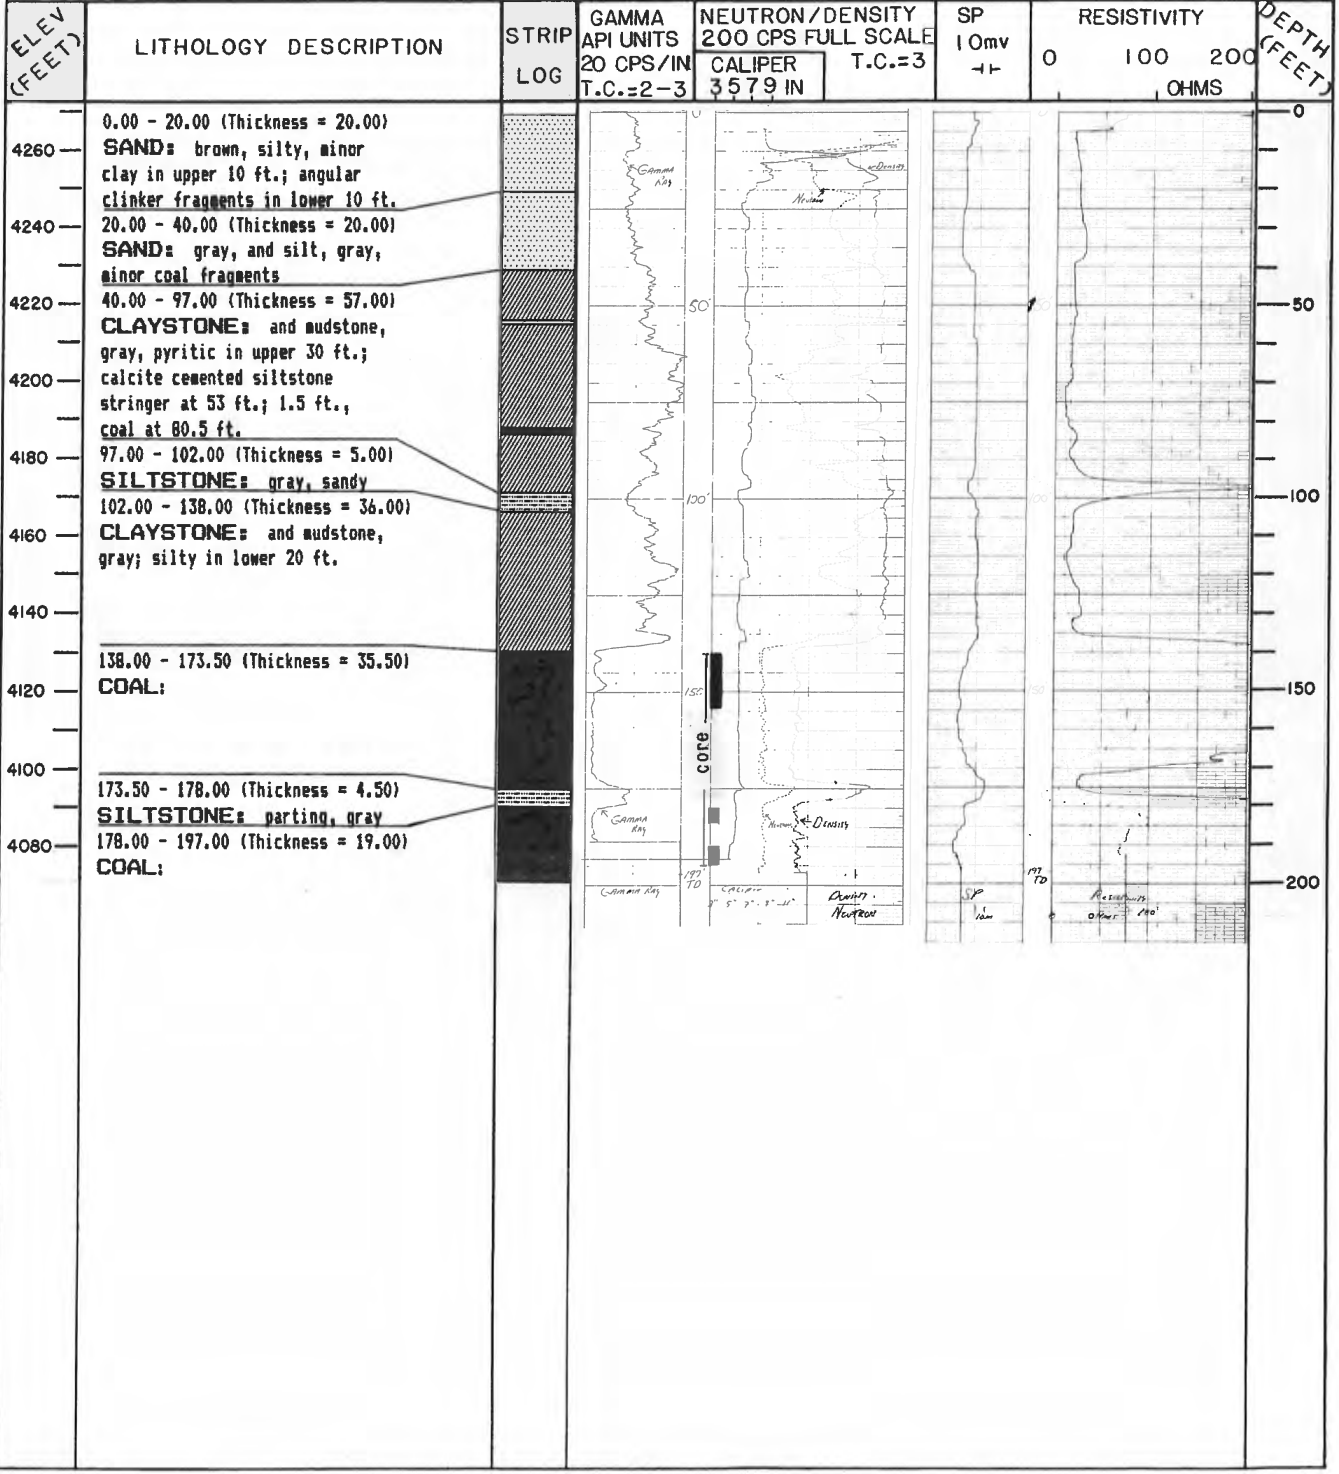 ELEV
(FEET)
LITHOLOGY DESCRIPTION
STRIP
LOG
GAMMA
API UNITS
20 CPS/IN
T.C.=2-3
NEUTRON/DENSITY
200 CPS FULL SCALE
CALIPER
3 5 7 9 IN
T.C.=3
SP
10mv
RESISTIVITY
0 100 200
OHMS
DEPTH
(FEET)
4260
4240
4220
4200
4180
4160
4140
4120
4100
4080
0.00 - 20.00 (Thickness = 20.00)
SAND: brown, silty, minor
clay in upper 10 ft.; angular
clinker fragments in lower 10 ft.
20.00 - 40.00 (Thickness = 20.00)
SAND: gray, and silt, gray,
minor coal fragments
40.00 - 97.00 (Thickness = 57.00)
CLAYSTONE: and mudstone,
gray, pyritic in upper 30 ft.;
calcite cemented siltstone
stringer at 53 ft.; 1.5 ft.,
coal at 80.5 ft.
97.00 - 102.00 (Thickness = 5.00)
SILTSTONE: gray, sandy
102.00 - 138.00 (Thickness = 36.00)
CLAYSTONE: and mudstone,
gray; silty in lower 20 ft.
138.00 - 173.50 (Thickness = 35.50)
COAL:
173.50 - 178.00 (Thickness = 4.50)
SILTSTONE: parting, gray
178.00 - 197.00 (Thickness = 19.00)
COAL:
GAMMA
RAY
Density
Neutron
0
50'
100'
150'
core
GAMMA
RAY
Neutron
DENSITY
197'
TD
GAMMA RAY
CALIPER
DENSITY
NEUTRON
197
TD
SP
10mv
Resistivity
OHMS 100'
0
50
100
150
200